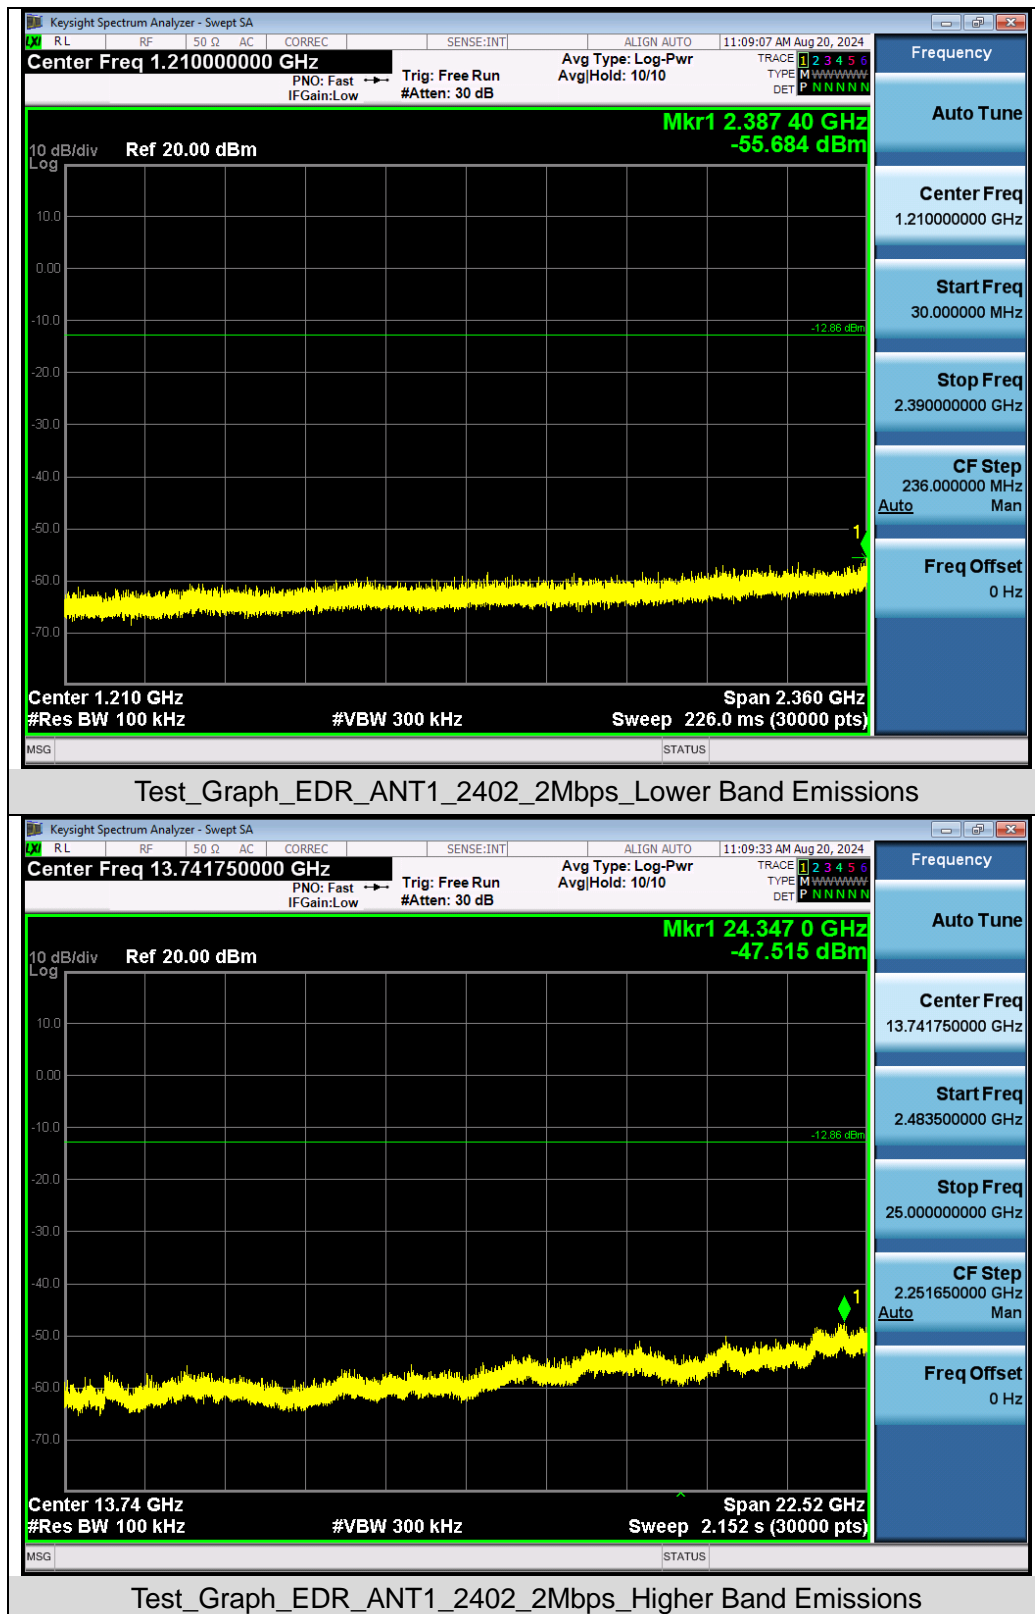 Keysight Spectrum Analyzer - Swept SA
LXI RL RF 50 Ω AC CORREC SENSE:INT ALIGN AUTO 11:09:07 AM Aug 20, 2024
Center Freq 1.210000000 GHz
PNO: Fast
IFGain:Low
Trig: Free Run
#Atten: 30 dB
Avg Type: Log-Pwr
Avg|Hold: 10/10
TRACE 1 2 3 4 5 6
TYPE M WWWWW
DET P N N N N N
Mkr1 2.387 40 GHz
-55.684 dBm
10 dB/div Ref 20.00 dBm
Log
10.0
0.00
-10.0
-12.86 dBm
-20.0
-30.0
-40.0
-50.0
1
-60.0
-70.0
Center 1.210 GHz Span 2.360 GHz
#Res BW 100 kHz #VBW 300 kHz Sweep 226.0 ms (30000 pts)
MSG STATUS
Frequency
Auto Tune
Center Freq
1.210000000 GHz
Start Freq
30.000000 MHz
Stop Freq
2.390000000 GHz
CF Step
236.000000 MHz
Auto Man
Freq Offset
0 Hz
Test_Graph_EDR_ANT1_2402_2Mbps_Lower Band Emissions
Keysight Spectrum Analyzer - Swept SA
LXI RL RF 50 Ω AC CORREC SENSE:INT ALIGN AUTO 11:09:33 AM Aug 20, 2024
Center Freq 13.741750000 GHz
PNO: Fast
IFGain:Low
Trig: Free Run
#Atten: 30 dB
Avg Type: Log-Pwr
Avg|Hold: 10/10
TRACE 1 2 3 4 5 6
TYPE M WWWWW
DET P N N N N N
Mkr1 24.347 0 GHz
-47.515 dBm
10 dB/div Ref 20.00 dBm
Log
10.0
0.00
-10.0
-12.86 dBm
-20.0
-30.0
-40.0
1
-50.0
-60.0
-70.0
Center 13.74 GHz Span 22.52 GHz
#Res BW 100 kHz #VBW 300 kHz Sweep 2.152 s (30000 pts)
MSG STATUS
Frequency
Auto Tune
Center Freq
13.741750000 GHz
Start Freq
2.483500000 GHz
Stop Freq
25.000000000 GHz
CF Step
2.251650000 GHz
Auto Man
Freq Offset
0 Hz
Test_Graph_EDR_ANT1_2402_2Mbps_Higher Band Emissions